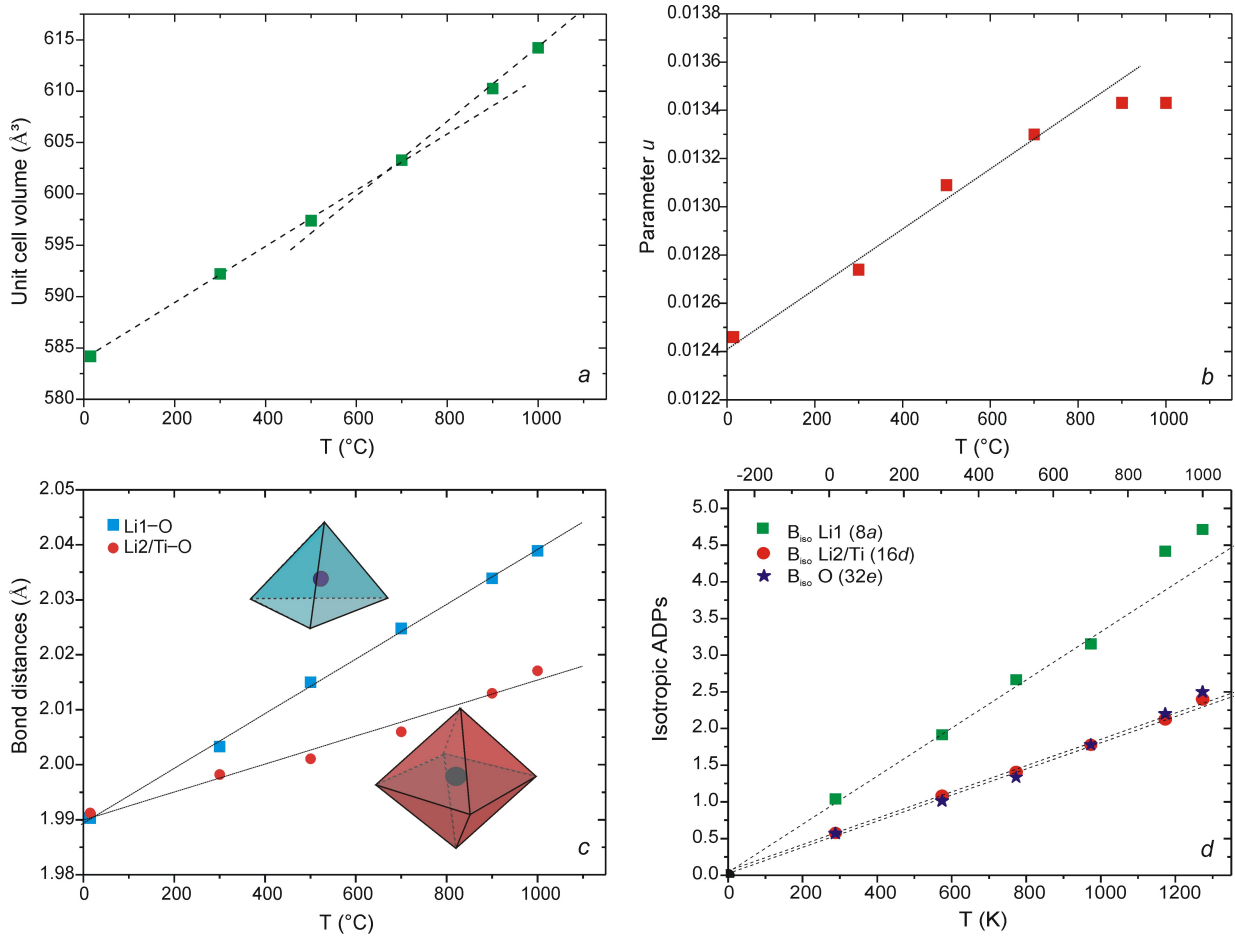 615
610
605
600
595
590
585
580
Unit cell volume (Å³)
0 200 400 600 800 1000
T (°C)
a
0.0138
0.0136
0.0134
0.0132
0.0130
0.0128
0.0126
0.0124
0.0122
Parameter u
0 200 400 600 800 1000
T (°C)
b
2.05
2.04
2.03
2.02
2.01
2.00
1.99
1.98
Bond distances (Å)
Li1–O
Li2/Ti–O
0 200 400 600 800 1000
T (°C)
c
-200 0 200 400 600 800 1000
5.0
4.5
4.0
3.5
3.0
2.5
2.0
1.5
1.0
0.5
0.0
Isotropic ADPs
Biso Li1 (8a)
Biso Li2/Ti (16d)
Biso O (32e)
0 200 400 600 800 1000 1200
T (K)
d